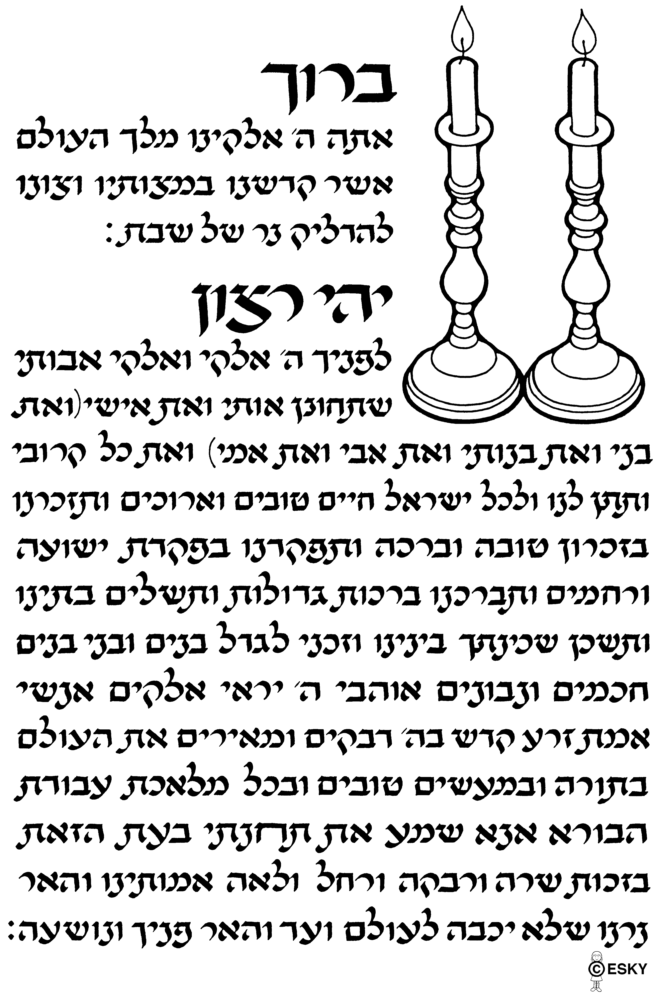 ברוך
אתה ה׳ אלקינו מלך העולם
אשר קדשנו במצותיו וצונו
להדליק נר של שבת:
יהי רצון
לפניך ה׳ אלקי ואלקי אבותי
שתחונן אותי ואת אישי (ואת
בני ואת בנותי ואת אבי ואת אמי) ואת כל קרובי
ותתן לנו ולכל ישראל חיים טובים וארוכים ותזכרנו
בזכרון טובה וברכה ותפקדנו בפקדת ישועה
ורחמים ותברכנו ברכות גדולות ותשלים בתינו
ותשכן שכינתך בינינו וזכני לגדל בנים ובני בנים
חכמים ונבונים אוהבי ה׳ יראי אלקים אנשי
אמת זרע קדש בה׳ דבקים ומאירים את העולם
בתורה ובמעשים טובים ובכל מלאכת עבודת
הבורא אנא שמע את תחנתי בעת הזאת
בזכות שרה ורבקה ורחל ולאה אמותינו והאר
נרנו שלא יכבה לעולם ועד והאר פניך ונושעה:
© ESKY